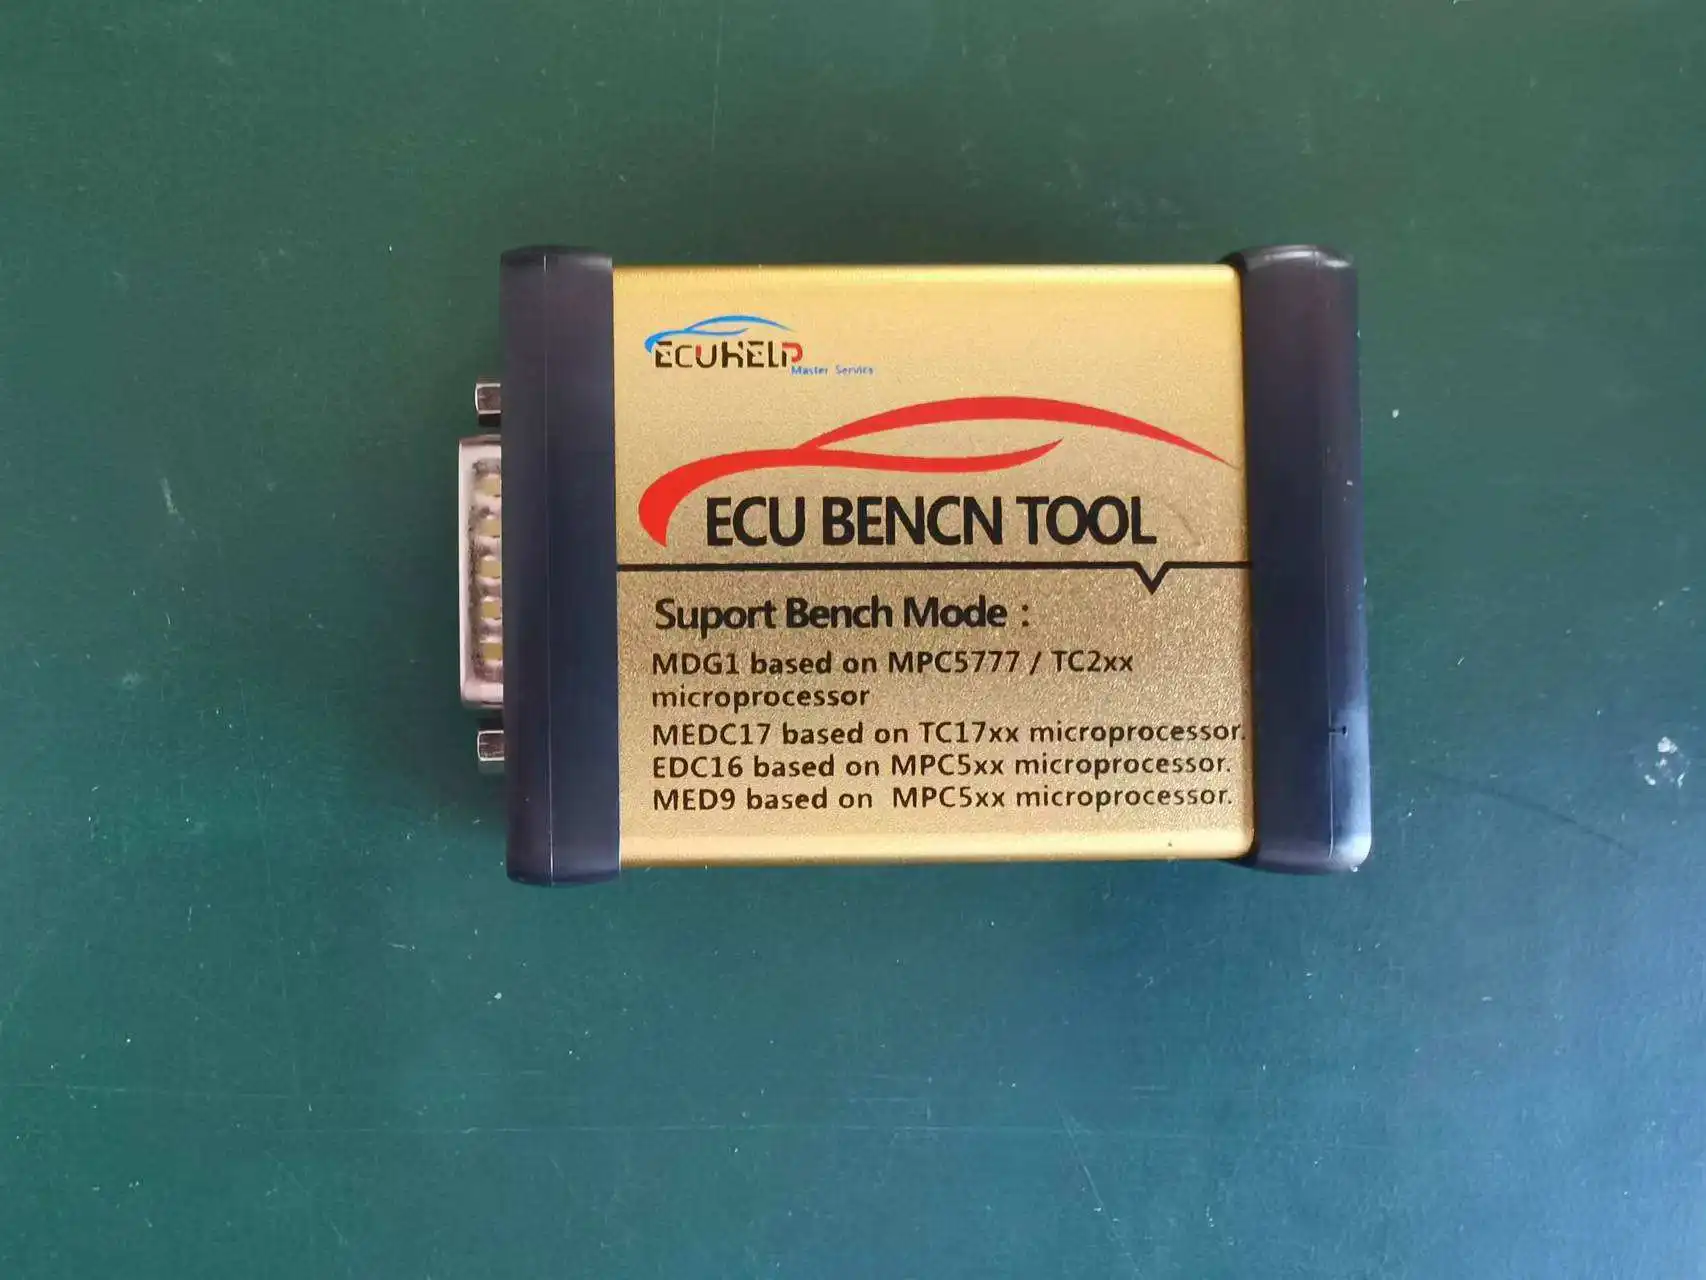 ECUHELP
Master Service
ECU BENCN TOOL
Suport Bench Mode :
MDG1 based on MPC5777 / TC2xx
microprocessor
MEDC17 based on TC17xx microprocessor.
EDC16 based on MPC5xx microprocessor.
MED9 based on MPC5xx microprocessor.